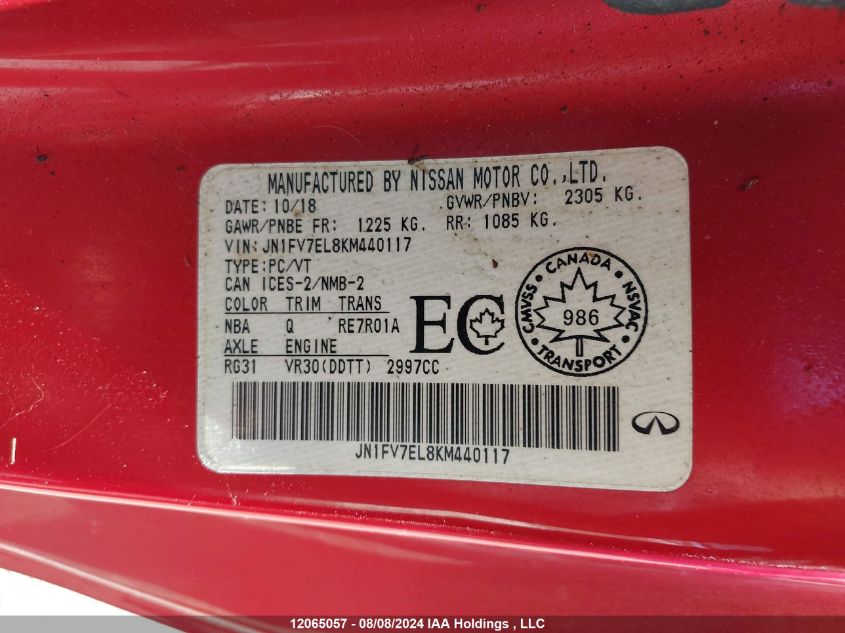 MANUFACTURED BY NISSAN MOTOR CO.,LTD.
DATE: 10/18 GVWR/PNBV: 2305 KG.
GAWR/PNBE FR: 1225 KG. RR: 1085 KG.
VIN: JN1FV7EL8KM440117
TYPE: PC/VT
CAN ICES-2/NMB-2
COLOR TRIM TRANS
NBA Q RE7R01A
AXLE ENGINE
RG31 VR30(DDTT) 2997CC
EC
CANADA
CMVSS
NSVAC
986
TRANSPORT
JN1FV7EL8KM440117
12065057 - 08/08/2024 IAA Holdings , LLC